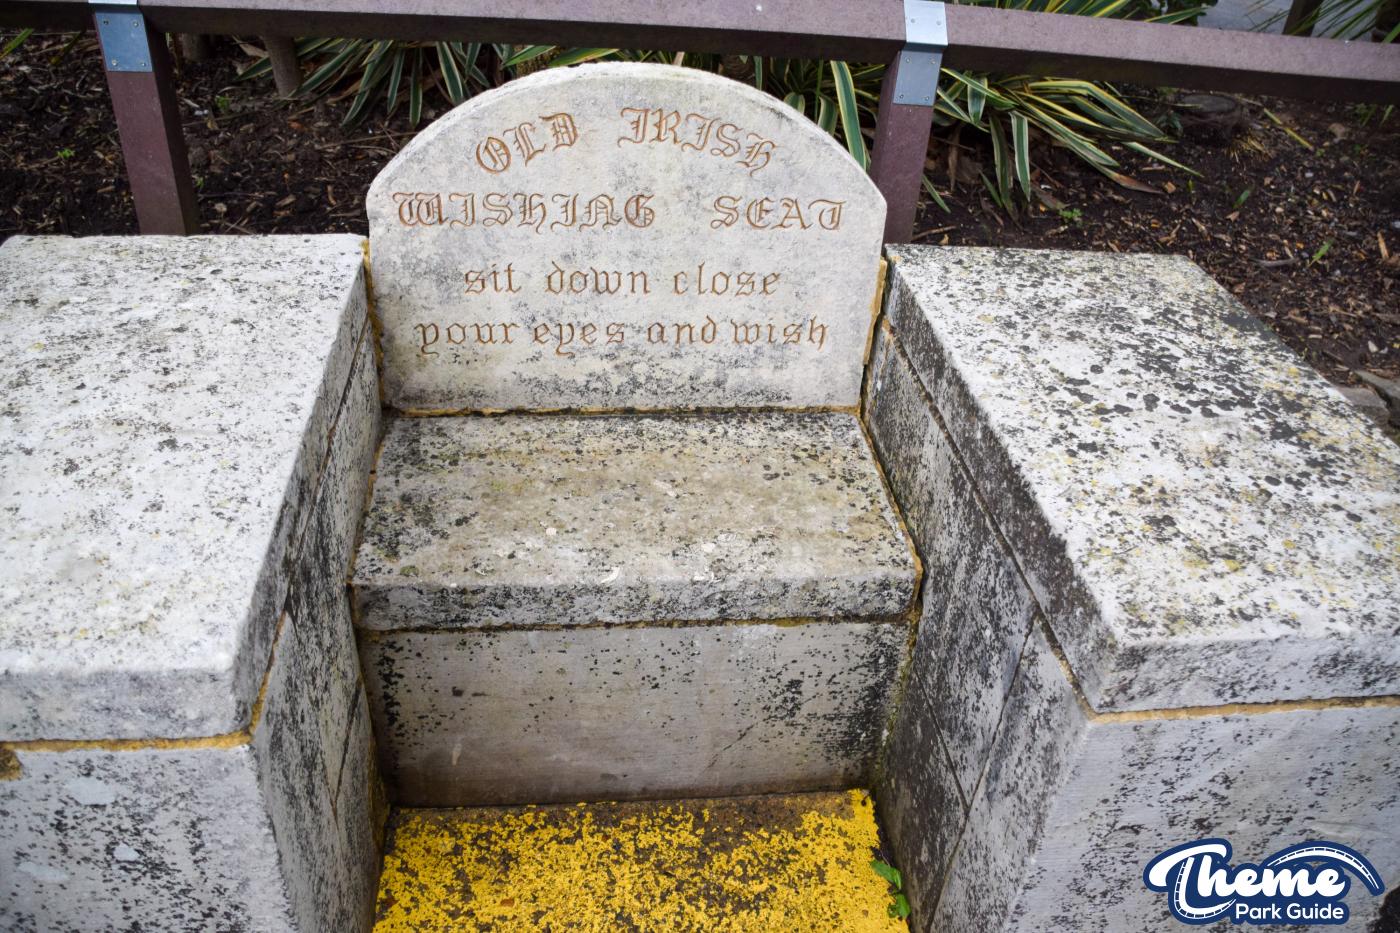 OLD IRISH
WISHING SEAT
sit down close
your eyes and wish
Theme
Park Guide